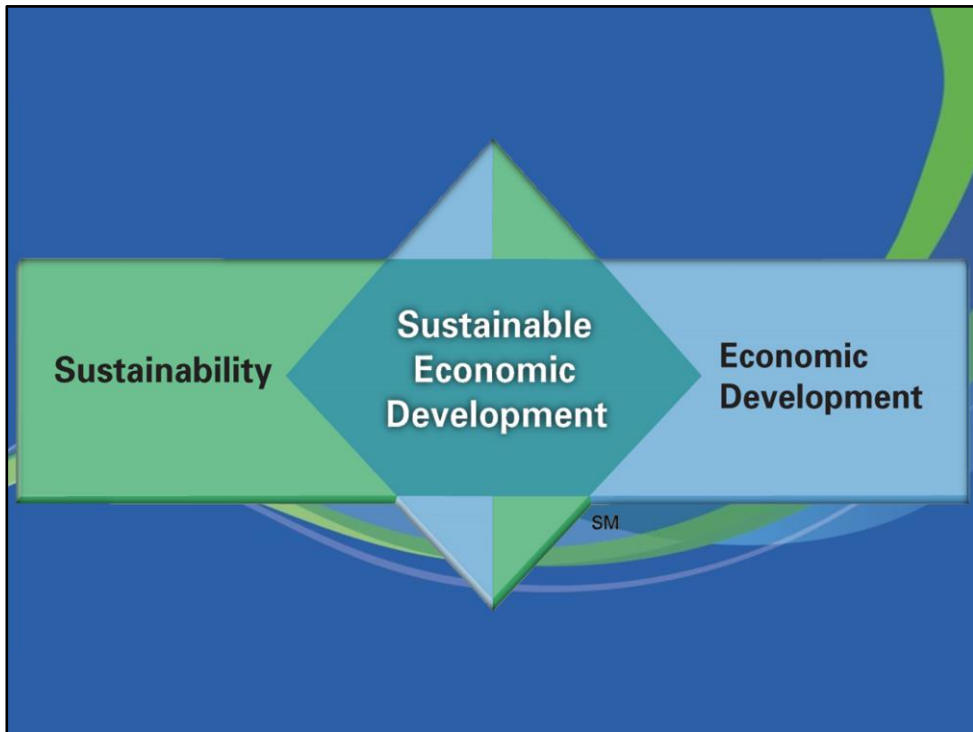 Sustainability
Sustainable
Economic
Development
Economic
Development
SM